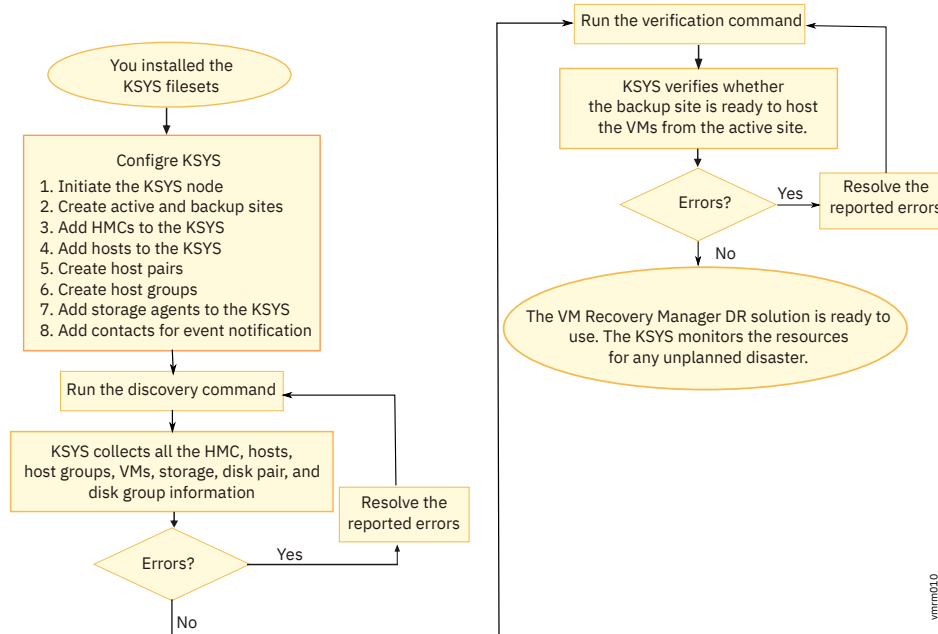 You installed the
KSYS filesets
Configre KSYS
1. Initiate the KSYS node
2. Create active and backup sites
3. Add HMCs to the KSYS
4. Add hosts to the KSYS
5. Create host pairs
6. Create host groups
7. Add storage agents to the KSYS
8. Add contacts for event notification
Run the discovery command
KSYS collects all the HMC, hosts,
host groups, VMs, storage, disk pair, and
disk group information
Resolve the
reported errors
Errors?
Yes
No
Run the verification command
KSYS verifies whether
the backup site is ready to host
the VMs from the active site.
Errors?
Yes
Resolve the
reported errors
No
The VM Recovery Manager DR solution is ready to
use. The KSYS monitors the resources
for any unplanned disaster.
vmrm010